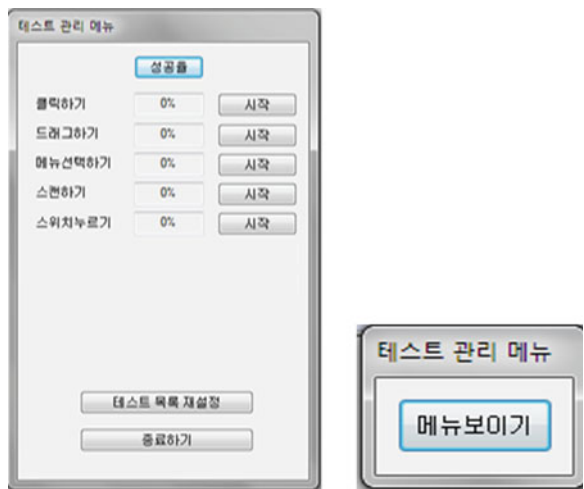 테스트 관리 메뉴
성공률
클릭하기 0% 시작
드래그하기 0% 시작
메뉴선택하기 0% 시작
스캔하기 0% 시작
스위치누르기 0% 시작
테스트 목록 재설정
종료하기
테스트 관리 메뉴
메뉴보이기